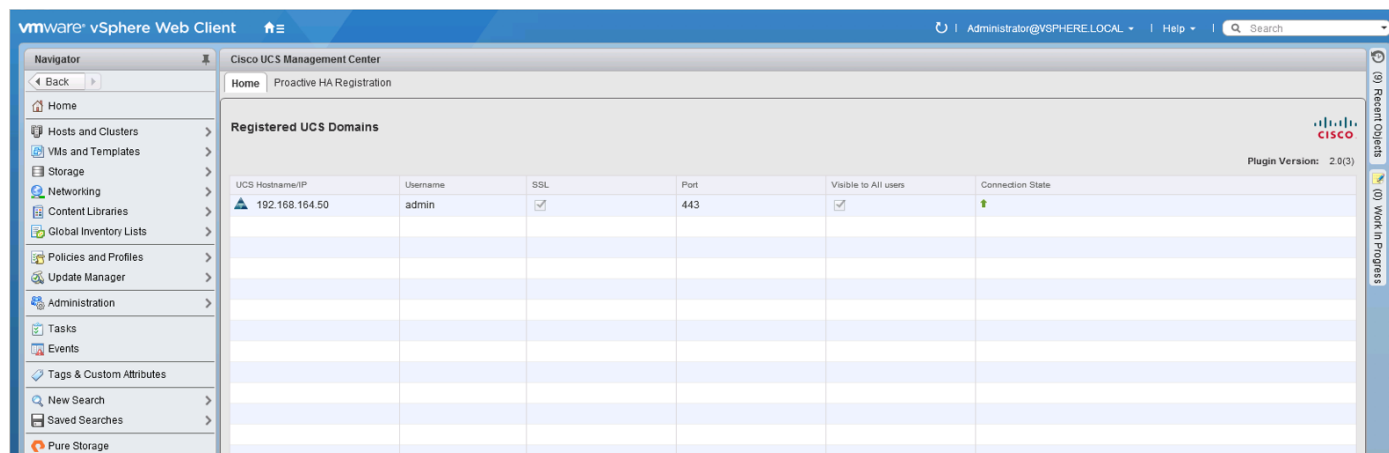 vmware® vSphere Web Client
Administrator@VSPHERE.LOCAL
Help
Search
Navigator
Back
Home
Hosts and Clusters
VMs and Templates
Storage
Networking
Content Libraries
Global Inventory Lists
Policies and Profiles
Update Manager
Administration
Tasks
Events
Tags & Custom Attributes
New Search
Saved Searches
Pure Storage
Cisco UCS Management Center
Home Proactive HA Registration
Registered UCS Domains
CISCO
Plugin Version: 2.0(3)
UCS Hostname/IP Username SSL Port Visible to All users Connection State
192.168.164.50 admin 443
(9) Recent Objects
(0) Work In Progress